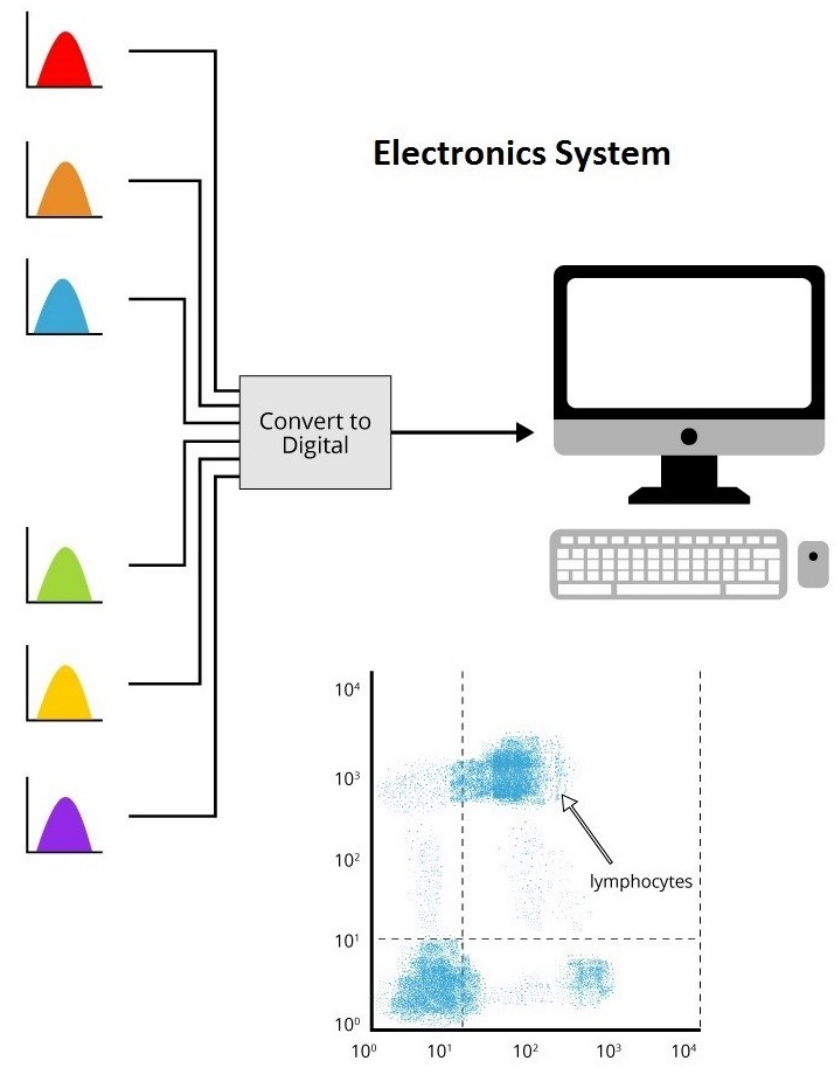 Electronics System
Convert to
Digital
10⁴
10³
10²
10¹
10⁰
lymphocytes
10⁰ 10¹ 10² 10³ 10⁴